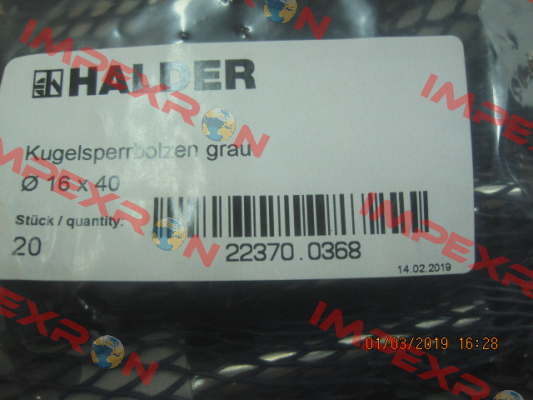 HALDER
Kugelsperrbolzen grau
Ø 16 x 40
Stück / quantity:
20
22370.0368
14.02.2019
01/03/2019 16:28
IMPEXRON
IMPEXRON
IMPEXRON
IMPEXRON
IMPEXRON
IMPEXRON